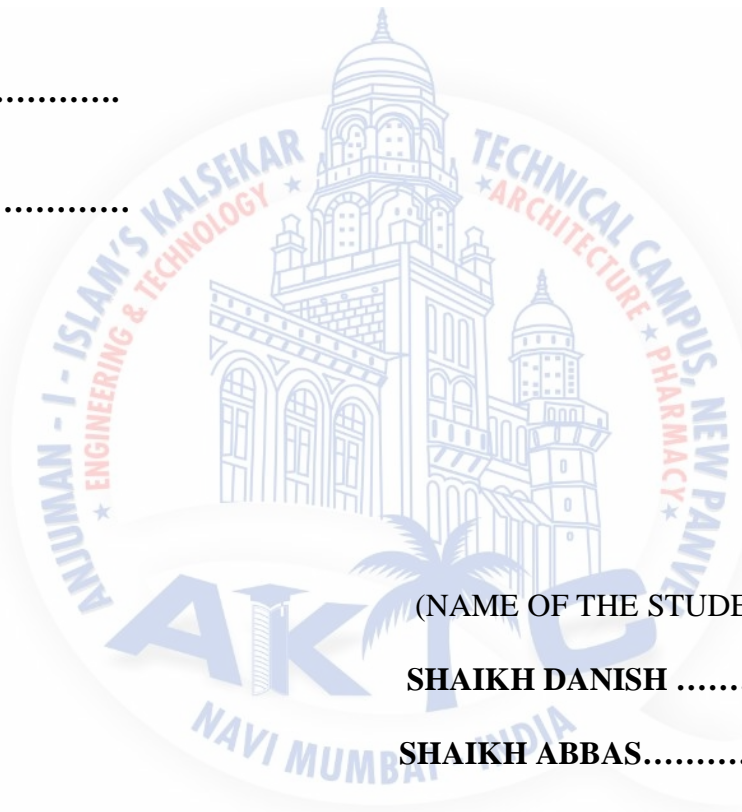 ………….
…………
ANJUMAN - I - ISLAM'S KALSEKAR TECHNICAL CAMPUS, NEW PANVEL
★ ENGINEERING & TECHNOLOGY ★ ★ ARCHITECTURE ★ PHARMACY ★
AKTC
NAVI MUMBAI - INDIA
(NAME OF THE STUDE
SHAIKH DANISH …….
SHAIKH ABBAS………..